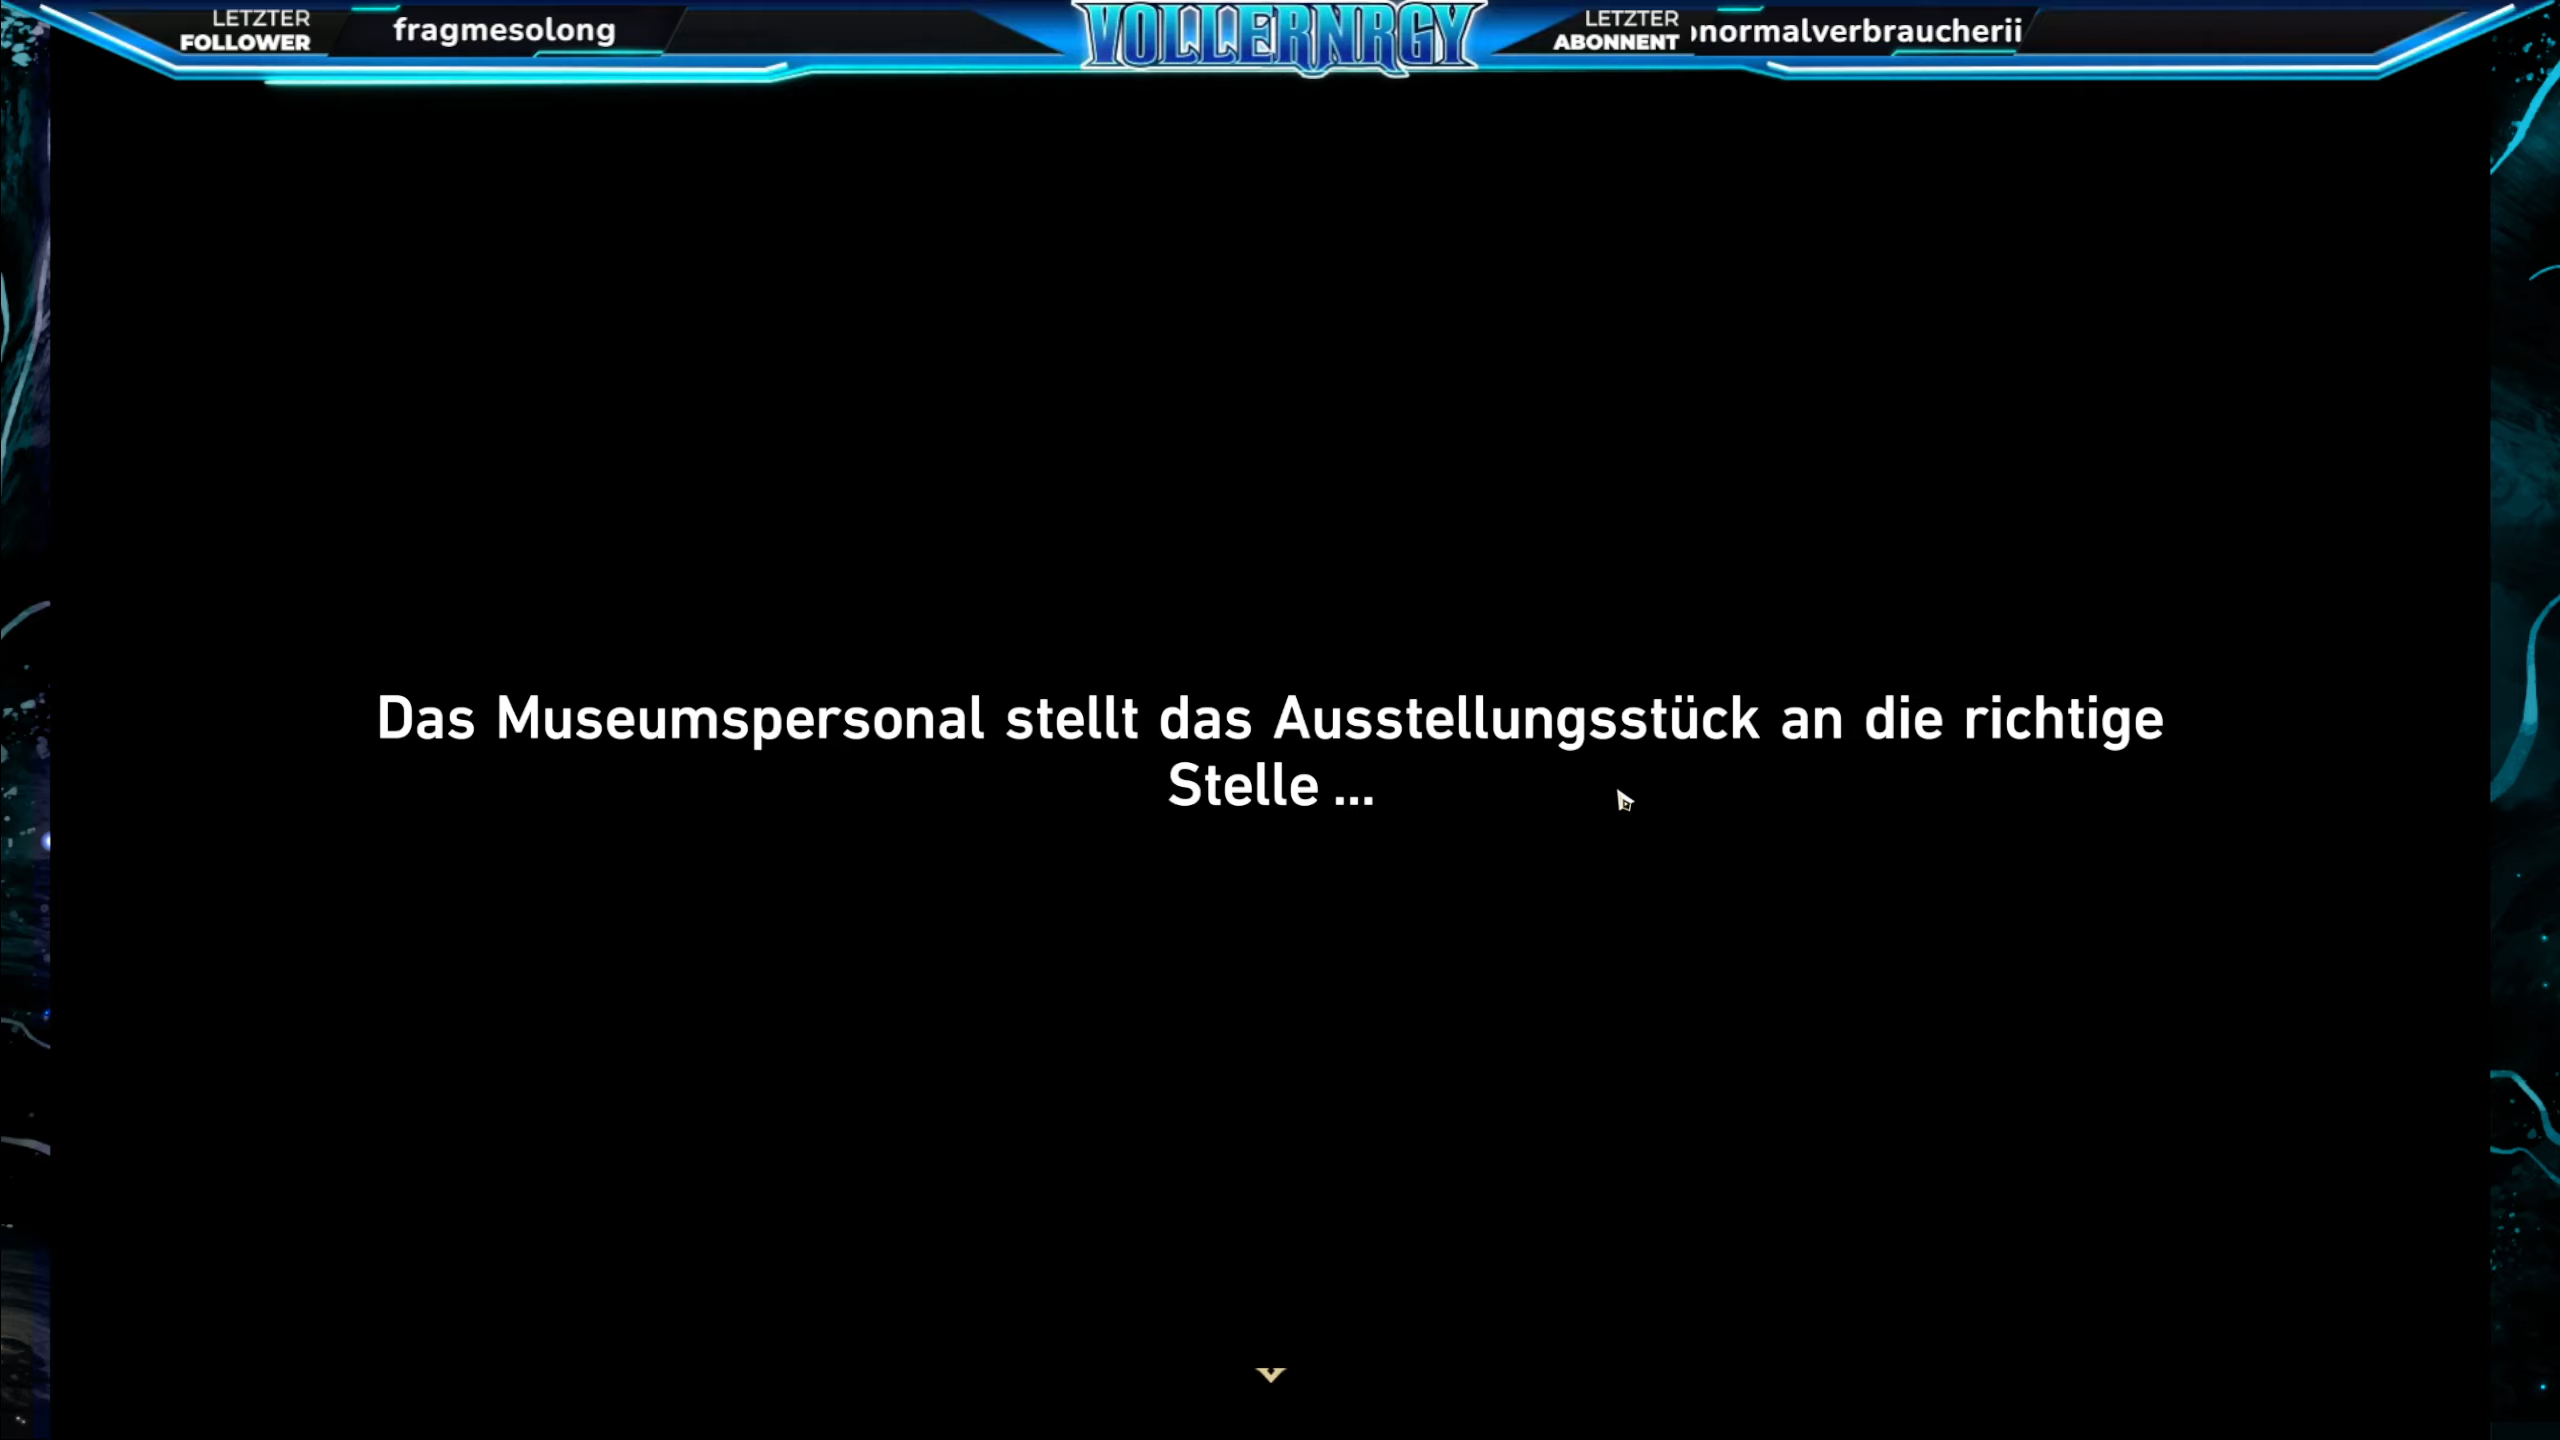 LETZTER
FOLLOWER
fragmesolong
VOLLERNRGY
LETZTER
ABONNENT
normalverbraucherii
Das Museumspersonal stellt das Ausstellungsstück an die richtige
Stelle ...